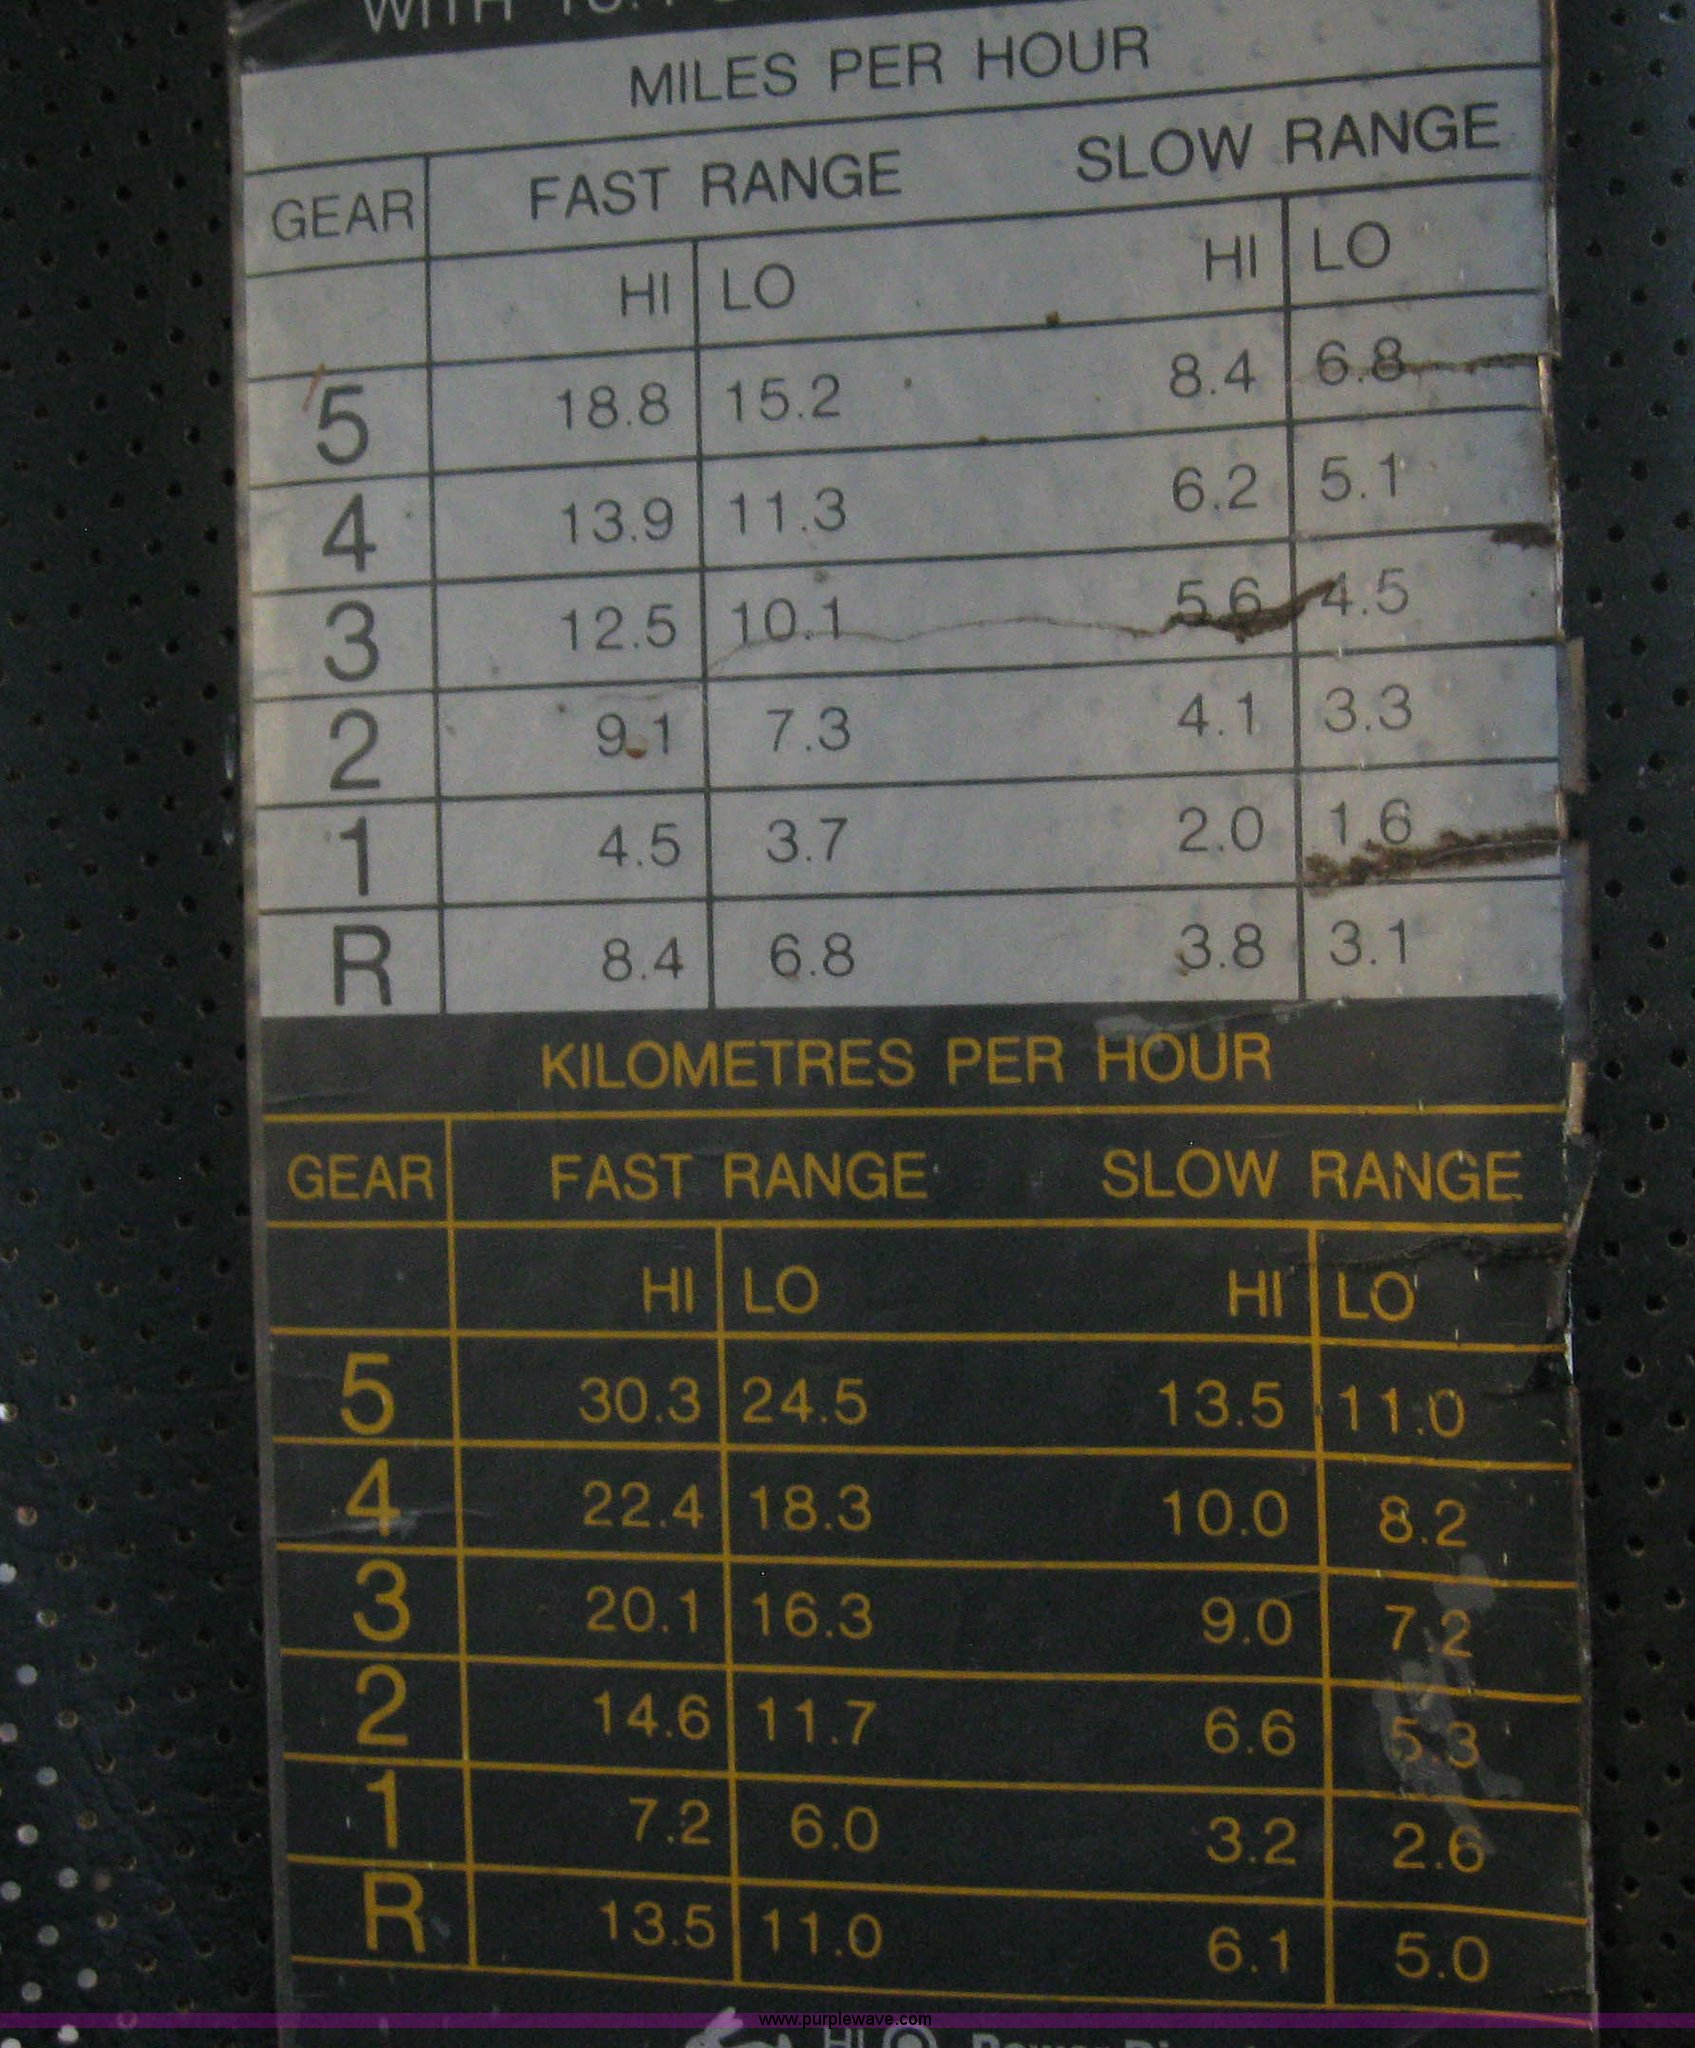 WITH
MILES PER HOUR
GEAR FAST RANGE SLOW RANGE
HI LO HI LO
5 18.8 15.2 8.4 6.8
4 13.9 11.3 6.2 5.1
3 12.5 10.1 5.6 4.5
2 9.1 7.3 4.1 3.3
1 4.5 3.7 2.0 1.6
R 8.4 6.8 3.8 3.1
KILOMETRES PER HOUR
GEAR FAST RANGE SLOW RANGE
HI LO HI LO
5 30.3 24.5 13.5 11.0
4 22.4 18.3 10.0 8.2
3 20.1 16.3 9.0 7.2
2 14.6 11.7 6.6 5.3
1 7.2 6.0 3.2 2.6
R 13.5 11.0 6.1 5.0
www.purplewave.com
HI Power